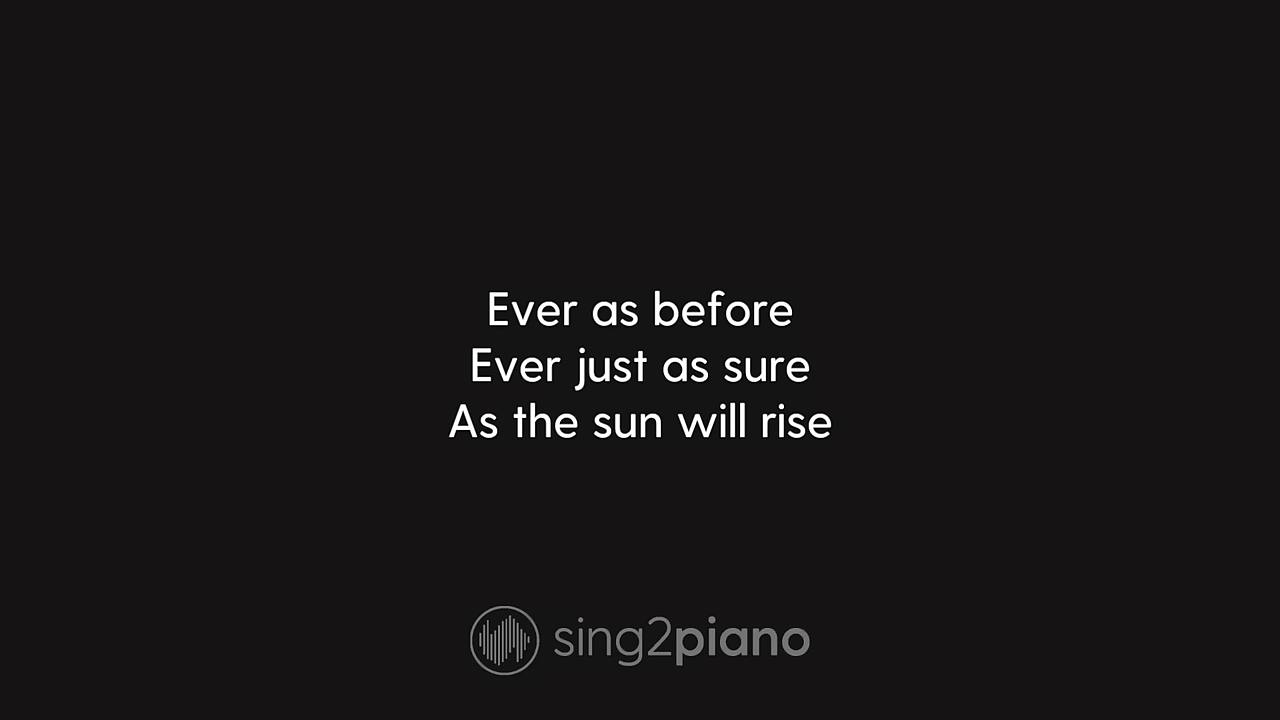 Ever as before
Ever just as sure
As the sun will rise
sing2piano